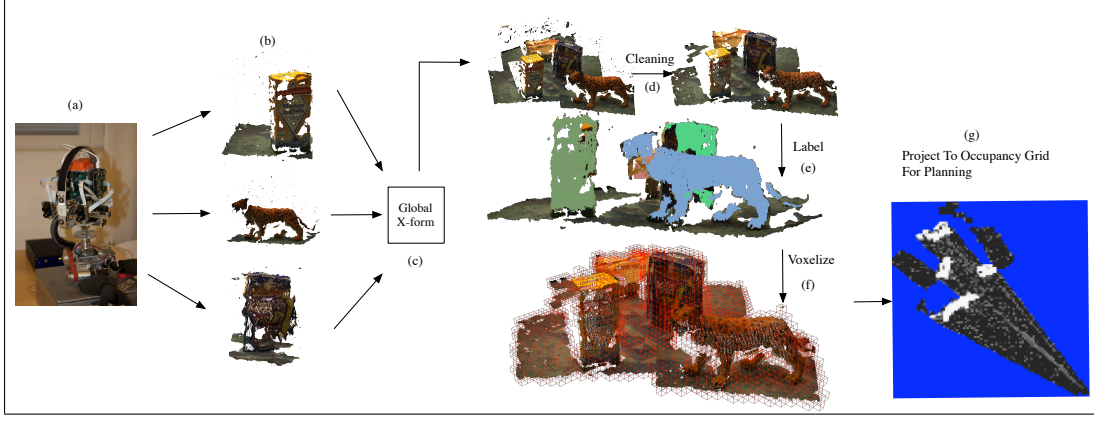 (a)
(b)
Global
X-form
(c)
Cleaning
(d)
Label
(e)
Voxelize
(f)
(g)
Project To Occupancy Grid
For Planning